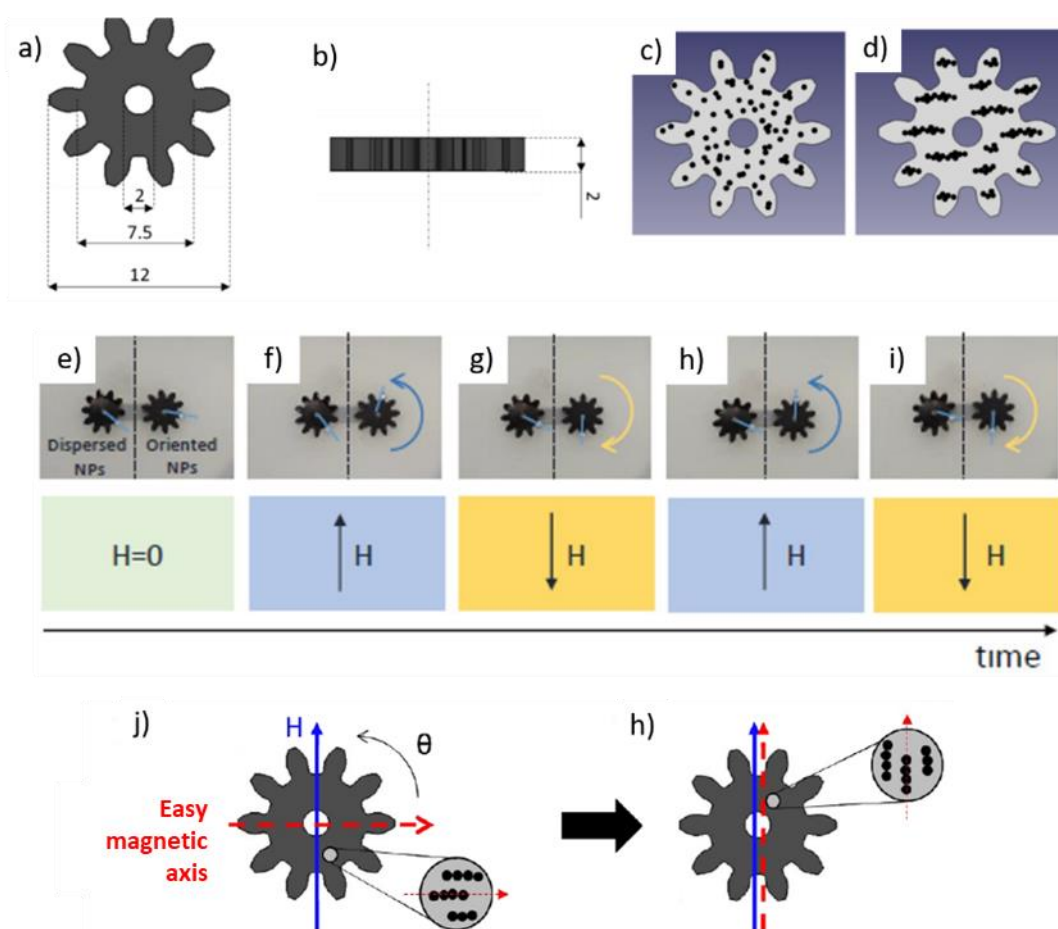 a)
2
7.5
12
b)
2
c)
d)
e)
Dispersed
NPs
Oriented
NPs
f)
g)
h)
i)
H=0
H
H
H
H
time
j)
H
θ
Easy
magnetic
axis
h)